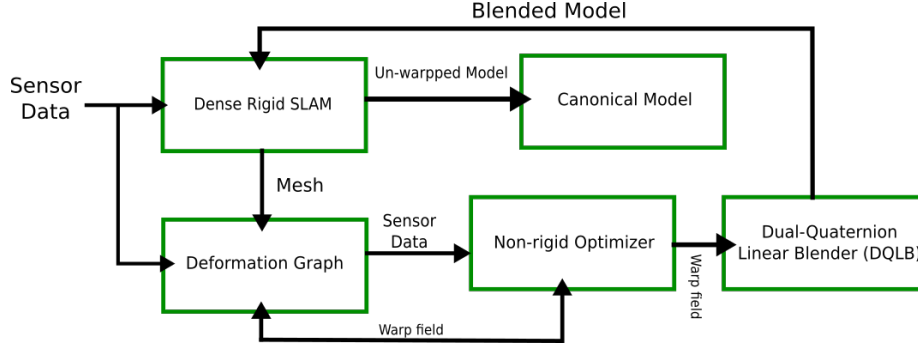 Blended Model
Sensor
Data
Dense Rigid SLAM
Un-warpped Model
Canonical Model
Mesh
Deformation Graph
Sensor
Data
Non-rigid Optimizer
Warp field
Dual-Quaternion
Linear Blender (DQLB)
Warp field